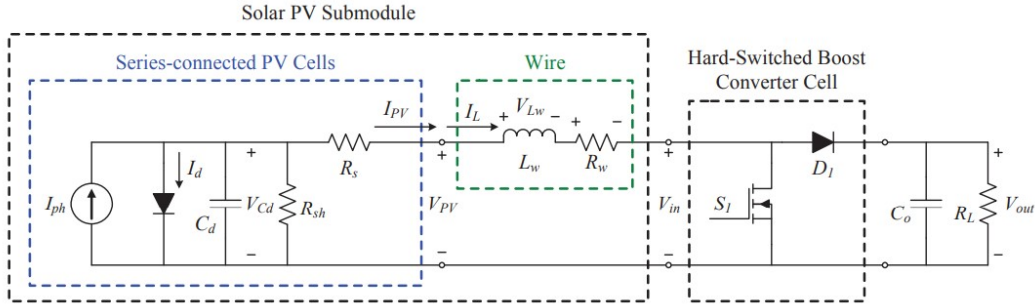 Solar PV Submodule
Series-connected PV Cells
Wire
Hard-Switched Boost
Converter Cell
I_PV
I_L
+ V_Lw −
+ −
I_d
+
R_s
+
L_w
R_w
+
D_1
+
I_ph
C_d
V_Cd
R_sh
V_PV
V_in
S_1
C_o
R_L
V_out
−
−
−
−